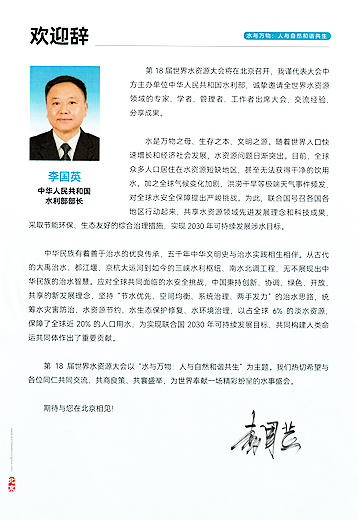 水与万物：人与自然和谐共生
欢迎辞
第 18 届世界水资源大会将在北京召开，我谨代表大会中
方主办单位中华人民共和国水利部，诚挚邀请全世界水资源
领域的专家、学者、管理者、工作者出席大会，交流经验，
分享成果。
水是万物之母、生存之本、文明之源。随着世界人口快
速增长和经济社会发展，水资源问题日渐突出。目前，全球
众多人口居住在水资源短缺地区，甚至无法获得干净的饮用
水。加之全球气候变化加剧，洪涝干旱等极端天气事件频发，
对全球水安全保障提出严峻挑战。为此，联合国号召各国各
地区行动起来，共享水资源领域先进发展理念和科技成果，
采取节能环保、生态友好的综合治理措施，实现 2030 年可持续发展涉水目标。
李国英
中华人民共和国
水利部部长
中华民族有着善于治水的优良传统，五千年中华文明史与治水实践相生相伴。从古代
的大禹治水、都江堰、京杭大运河到如今的三峡水利枢纽、南水北调工程，无不展现出中
华民族的治水智慧。应对全球共同面临的水安全挑战，中国秉持创新、协调、绿色、开放、
共享的新发展理念，坚持“节水优先、空间均衡、系统治理、两手发力”的治水思路，统
筹水灾害防治、水资源节约、水生态保护修复、水环境治理，以占全球 6% 的淡水资源，
保障了全球近 20% 的人口用水，为实现联合国 2030 年可持续发展目标，共同构建人类命
运共同体作出了重要贡献。
第 18 届世界水资源大会以“水与万物：人与自然和谐共生”为主题，我们热切希望与
各位同仁共同交流、共商良策、共襄盛举，为世界奉献一场精彩纷呈的水事盛会。
期待与您在北京相见！
李国英